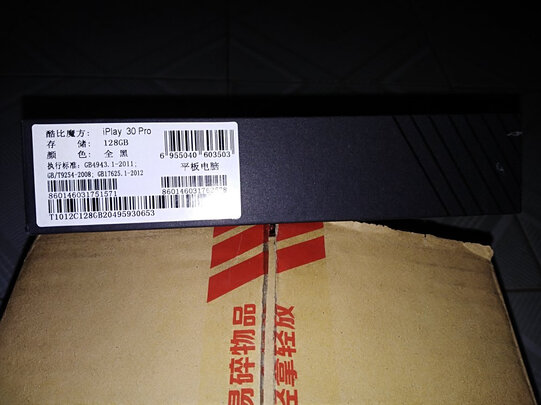 酷比魔方: iPlay 30 Pro
存 储: 128GB
颜 色: 全 黑
执行标准: GB4943.1-2011;
GB/T9254-2008; GB17625.1-2012
6 955040 603503
平板电脑
860146031751571
T1012C128GB20495930653
易碎物品
轻拿轻放